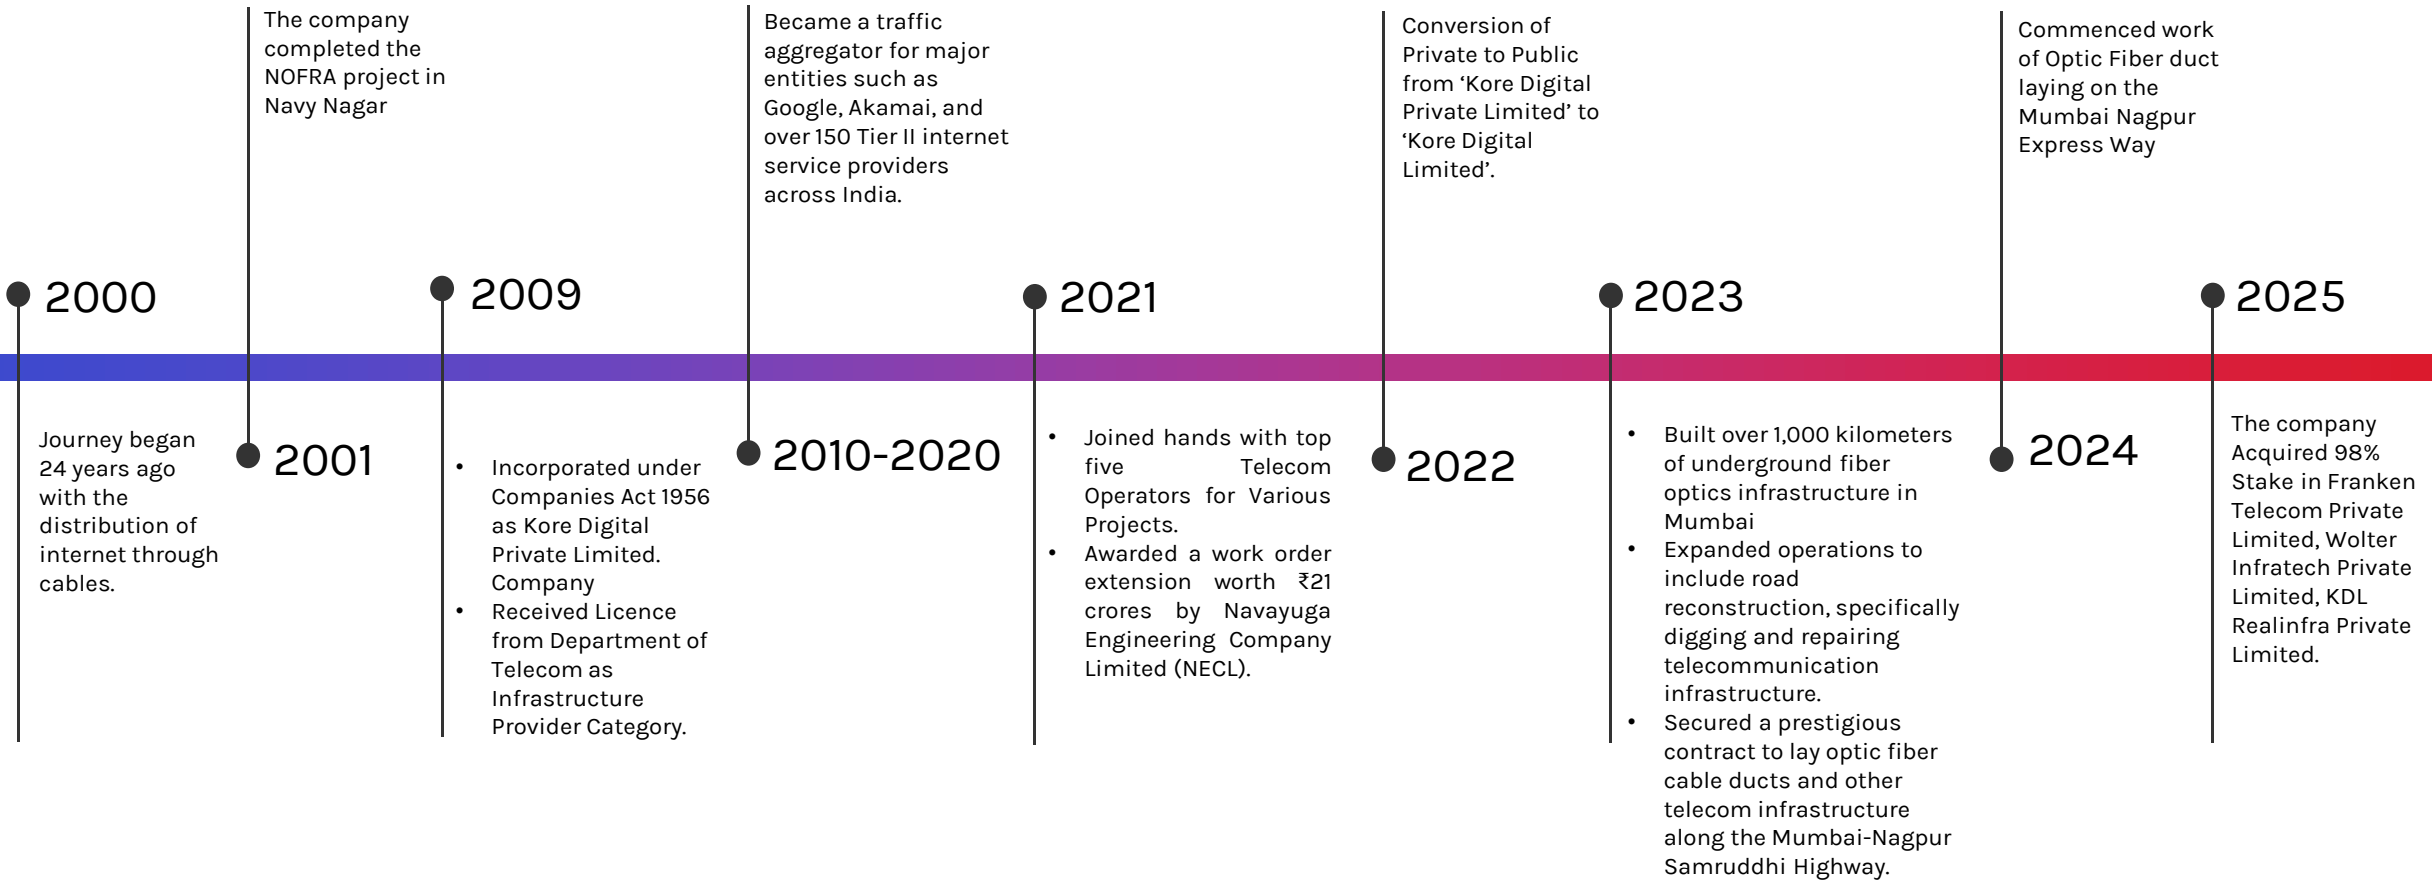 2000
Journey began
24 years ago
with the
distribution of
internet through
cables.
The company
completed the
NOFRA project in
Navy Nagar
2001
2009
• Incorporated under
Companies Act 1956
as Kore Digital
Private Limited.
Company
• Received Licence
from Department of
Telecom as
Infrastructure
Provider Category.
Became a traffic
aggregator for major
entities such as
Google, Akamai, and
over 150 Tier II internet
service providers
across India.
2010-2020
2021
• Joined hands with top
five Telecom
Operators for Various
Projects.
• Awarded a work order
extension worth ₹21
crores by Navayuga
Engineering Company
Limited (NECL).
Conversion of
Private to Public
from ‘Kore Digital
Private Limited’ to
‘Kore Digital
Limited’.
2022
2023
• Built over 1,000 kilometers
of underground fiber
optics infrastructure in
Mumbai
• Expanded operations to
include road
reconstruction, specifically
digging and repairing
telecommunication
infrastructure.
• Secured a prestigious
contract to lay optic fiber
cable ducts and other
telecom infrastructure
along the Mumbai-Nagpur
Samruddhi Highway.
Commenced work
of Optic Fiber duct
laying on the
Mumbai Nagpur
Express Way
2024
2025
The company
Acquired 98%
Stake in Franken
Telecom Private
Limited, Wolter
Infratech Private
Limited, KDL
Realinfra Private
Limited.